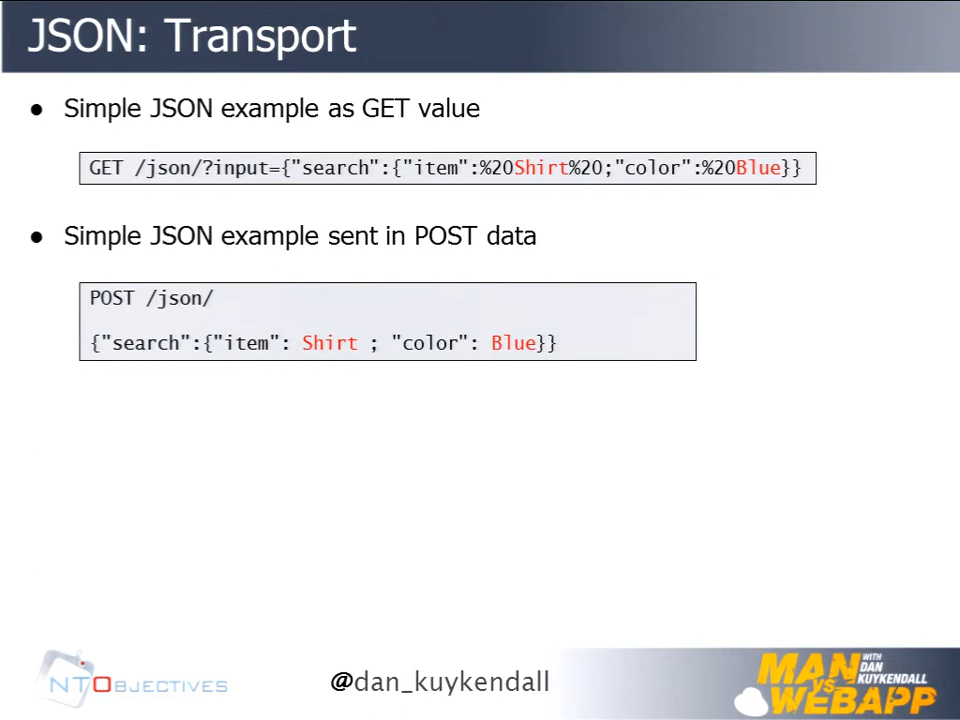 JSON: Transport
● Simple JSON example as GET value
GET /json/?input={"search":{"item":%20Shirt%20;"color":%20Blue}}
● Simple JSON example sent in POST data
POST /json/
{"search":{"item": Shirt ; "color": Blue}}
NTOBJECTIVES
@dan_kuykendall
MAN vs WEBAPP
WITH DAN KUYKENDALL